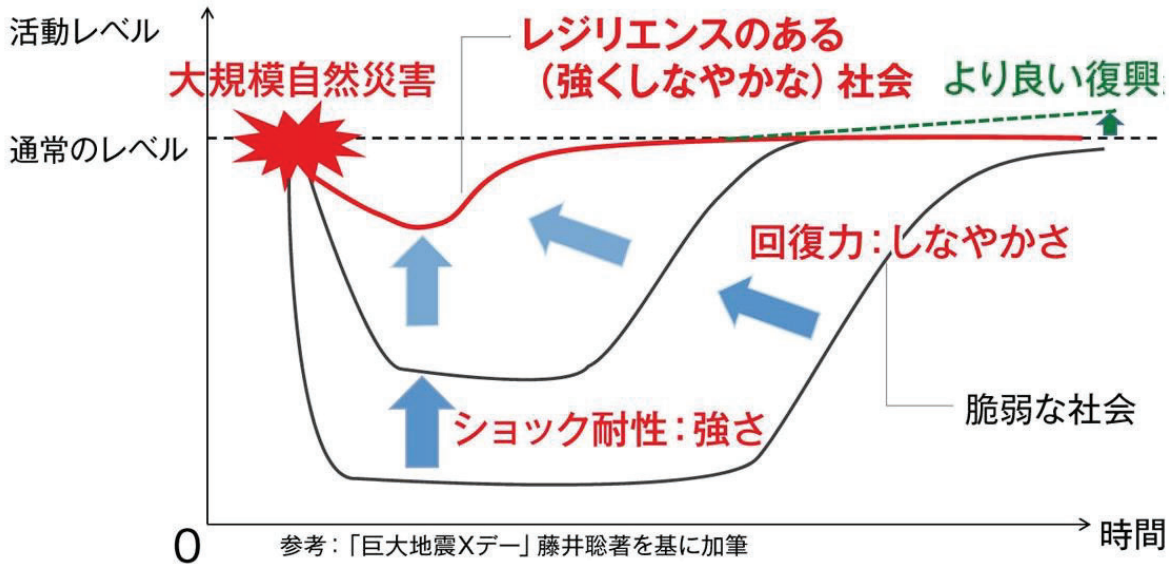 活動レベル
レジリエンスのある
（強くしなやかな）社会
大規模自然災害
より良い復興
通常のレベル
回復力：しなやかさ
ショック耐性：強さ
脆弱な社会
0
時間
参考：「巨大地震Xデー」藤井聡著を基に加筆